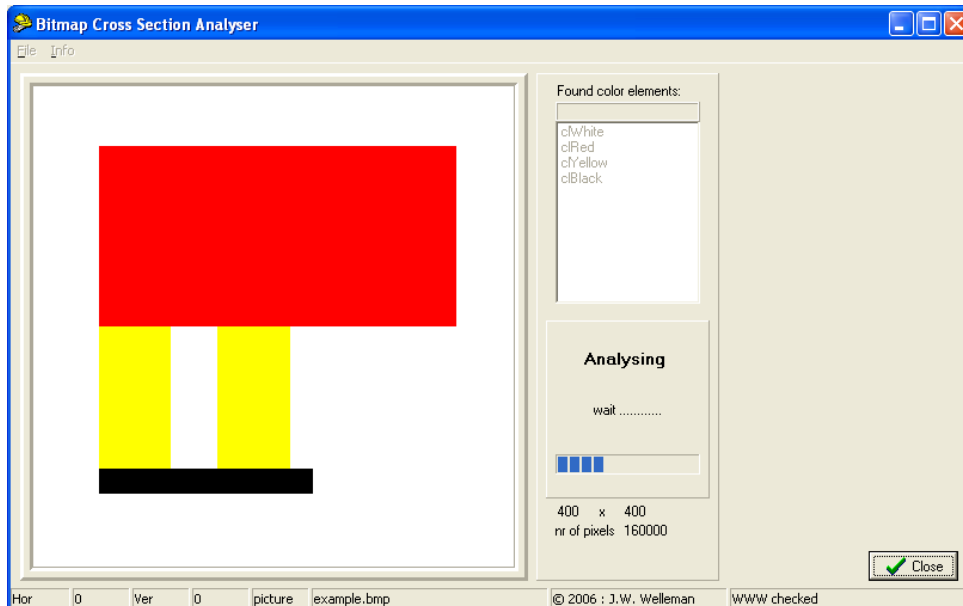 Bitmap Cross Section Analyser
File Info
Found color elements:
clWhite
clRed
clYellow
clBlack
Analysing
wait ............
400 x 400
nr of pixels 160000
Close
Hor 0 Ver 0 picture example.bmp © 2006 : J.W. Welleman WWW checked